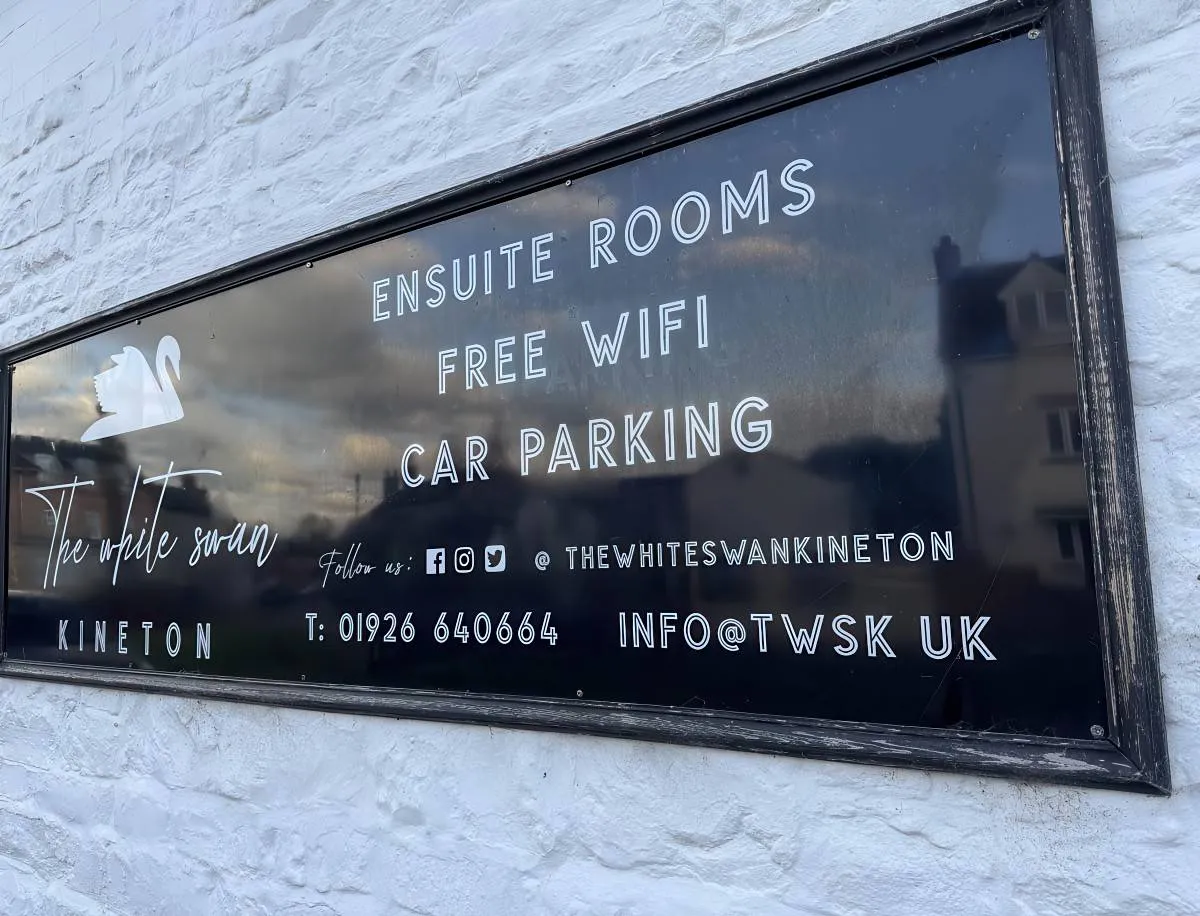 ENSUITE ROOMS
FREE WIFI
CAR PARKING
The white swan
KINETON
Follow us: @ THEWHITESWANKINETON
T: 01926 640664 INFO@TWSK UK